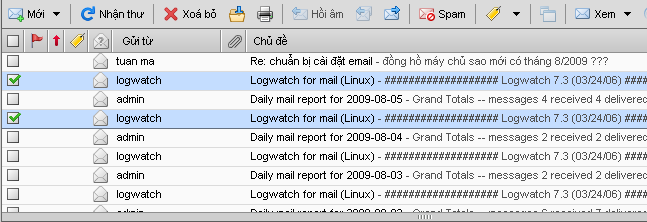 Mới Nhận thư Xoá bỏ Hồi âm Spam Xem
Gửi từ Chủ đề
tuan ma Re: chuẩn bị cài đặt email - đồng hồ máy chủ sao mới có tháng 8/2009 ???
logwatch Logwatch for mail (Linux) - ################### Logwatch 7.3 (03/24/06) ####
admin Daily mail report for 2009-08-05 - Grand Totals -- messages 4 received 4 delivered
logwatch Logwatch for mail (Linux) - ################### Logwatch 7.3 (03/24/06) ####
admin Daily mail report for 2009-08-04 - Grand Totals -- messages 2 received 2 delivered
logwatch Logwatch for mail (Linux) - ################### Logwatch 7.3 (03/24/06) ####
admin Daily mail report for 2009-08-03 - Grand Totals -- messages 2 received 2 delivered
logwatch Logwatch for mail (Linux) - ################### Logwatch 7.3 (03/24/06) ####